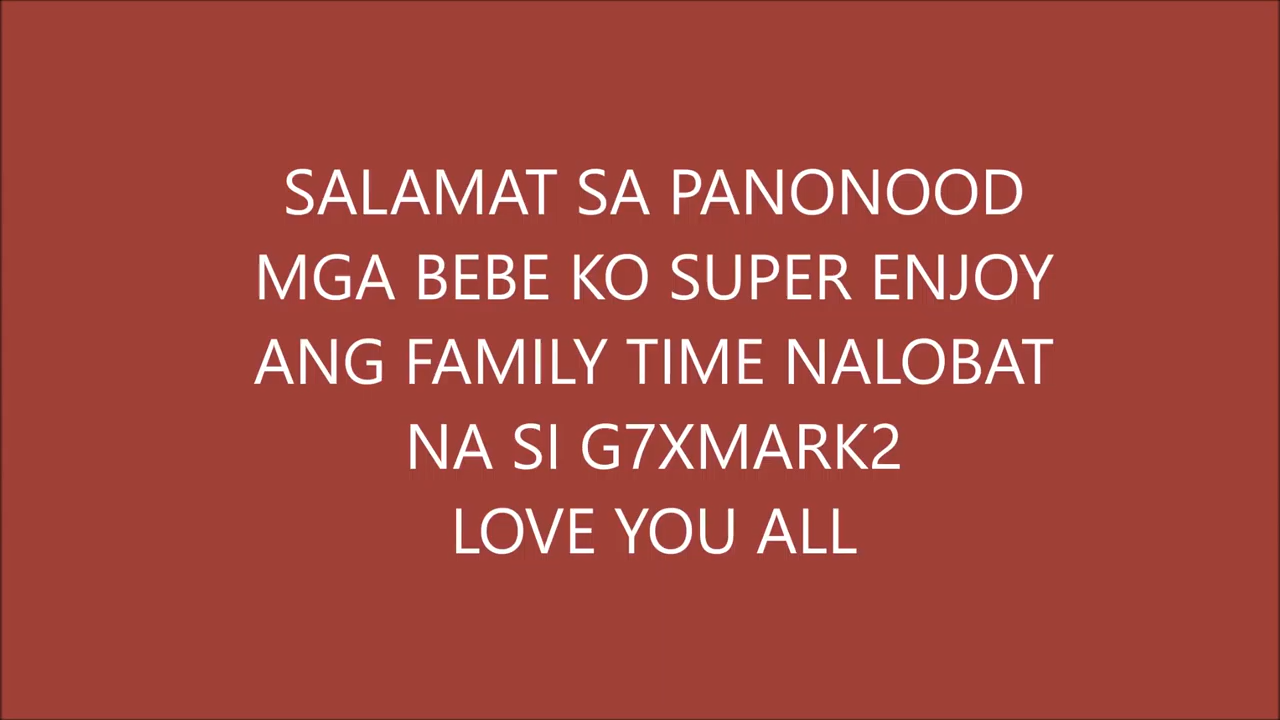 SALAMAT SA PANONOOD
MGA BEBE KO SUPER ENJOY
ANG FAMILY TIME NALOBAT
NA SI G7XMARK2
LOVE YOU ALL